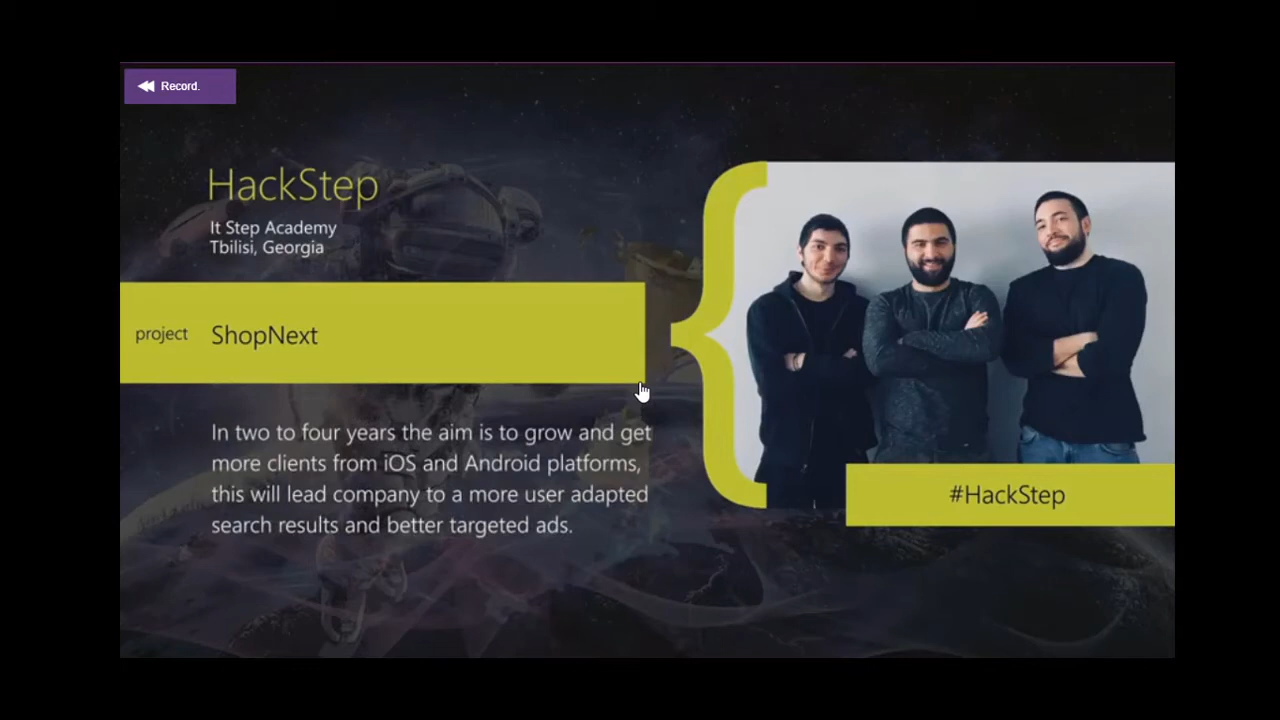 Record.
HackStep
It Step Academy
Tbilisi, Georgia
project ShopNext
In two to four years the aim is to grow and get
more clients from iOS and Android platforms,
this will lead company to a more user adapted
search results and better targeted ads.
#HackStep